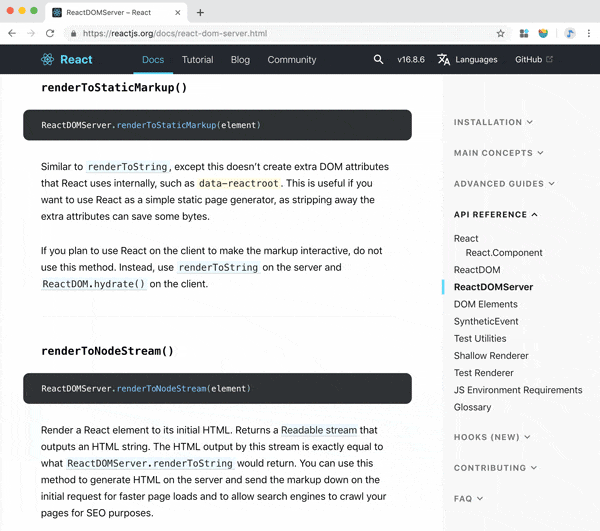 ReactDOMServer – React
https://reactjs.org/docs/react-dom-server.html
React
Docs
Tutorial
Blog
Community
v16.8.6
Languages
GitHub
renderToStaticMarkup()
ReactDOMServer.renderToStaticMarkup(element)
Similar to renderToString, except this doesn’t create extra DOM attributes
that React uses internally, such as data-reactroot. This is useful if you
want to use React as a simple static page generator, as stripping away the
extra attributes can save some bytes.
If you plan to use React on the client to make the markup interactive, do not
use this method. Instead, use renderToString on the server and
ReactDOM.hydrate() on the client.
renderToNodeStream()
ReactDOMServer.renderToNodeStream(element)
Render a React element to its initial HTML. Returns a Readable stream that
outputs an HTML string. The HTML output by this stream is exactly equal to
what ReactDOMServer.renderToString would return. You can use this
method to generate HTML on the server and send the markup down on the
initial request for faster page loads and to allow search engines to crawl your
pages for SEO purposes.
INSTALLATION
MAIN CONCEPTS
ADVANCED GUIDES
API REFERENCE
React
React.Component
ReactDOM
ReactDOMServer
DOM Elements
SyntheticEvent
Test Utilities
Shallow Renderer
Test Renderer
JS Environment Requirements
Glossary
HOOKS (NEW)
CONTRIBUTING
FAQ